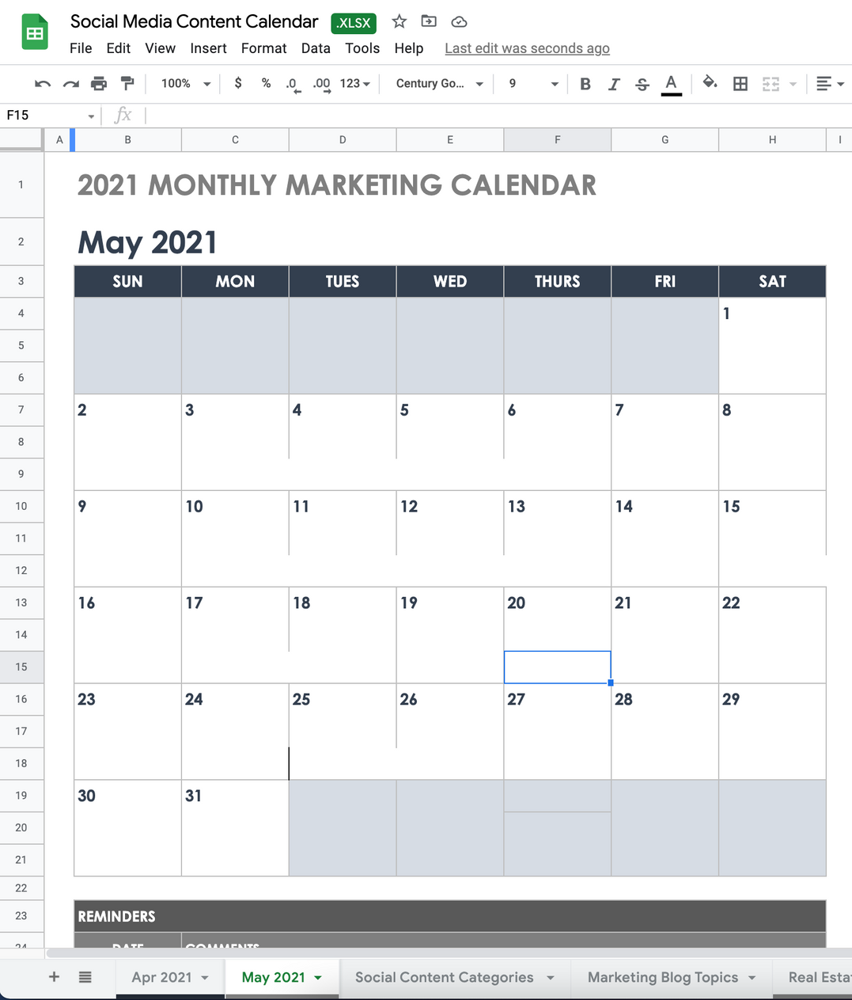 Social Media Content Calendar .XLSX
File Edit View Insert Format Data Tools Help Last edit was seconds ago
100% $ % .0 .00 123 Century Go... 9 B I S A
F15 fx
A B C D E F G H I
1 2021 MONTHLY MARKETING CALENDAR
2 May 2021
3 SUN MON TUES WED THURS FRI SAT
4 1
5
6
7 2 3 4 5 6 7 8
8
9
10 9 10 11 12 13 14 15
11
12
13 16 17 18 19 20 21 22
14
15
16 23 24 25 26 27 28 29
17
18
19 30 31
20
21
22
23 REMINDERS
24 DATE COMMENTS
+ Apr 2021 May 2021 Social Content Categories Marketing Blog Topics Real Esta